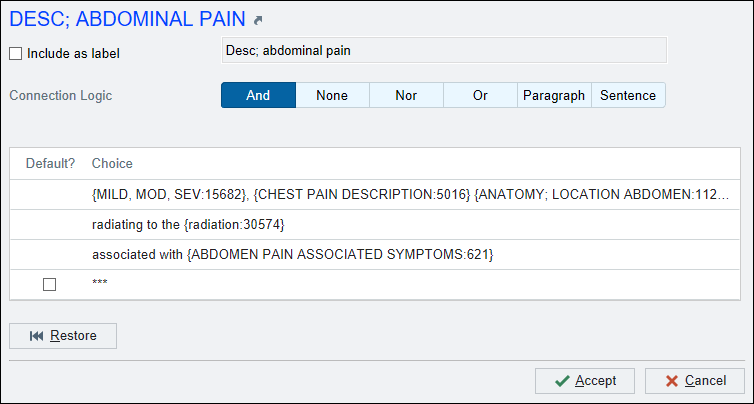 DESC; ABDOMINAL PAIN
Include as label
Desc; abdominal pain
Connection Logic
And None Nor Or Paragraph Sentence
Default? Choice
{MILD, MOD, SEV:15682}, {CHEST PAIN DESCRIPTION:5016} {ANATOMY; LOCATION ABDOMEN:112...
radiating to the {radiation:30574}
associated with {ABDOMEN PAIN ASSOCIATED SYMPTOMS:621}
***
Restore
Accept Cancel